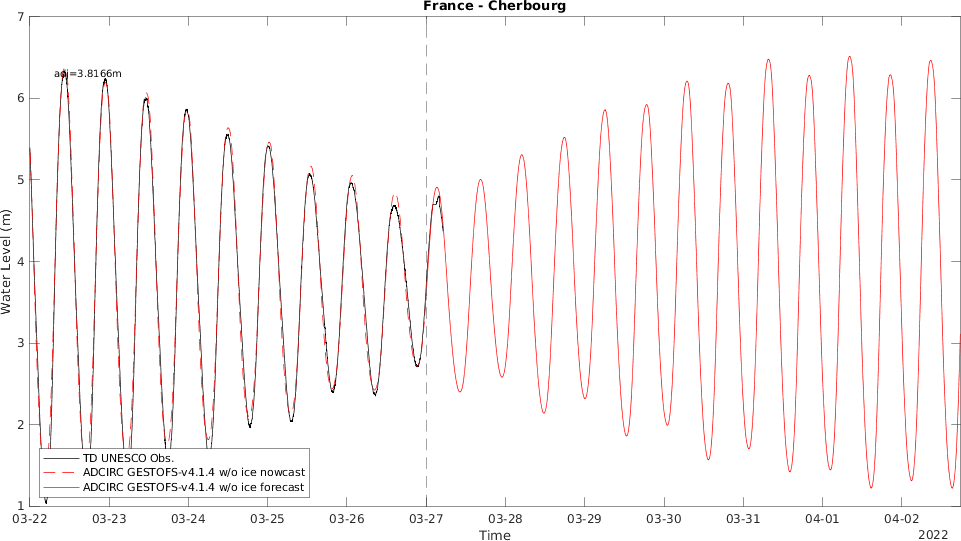 France - Cherbourg
7
adj=3.8166m
6
5
4
3
2
1
Water Level (m)
TD UNESCO Obs.
ADCIRC GESTOFS-v4.1.4 w/o ice nowcast
ADCIRC GESTOFS-v4.1.4 w/o ice forecast
03-22 03-23 03-24 03-25 03-26 03-27 03-28 03-29 03-30 03-31 04-01 04-02
Time
2022